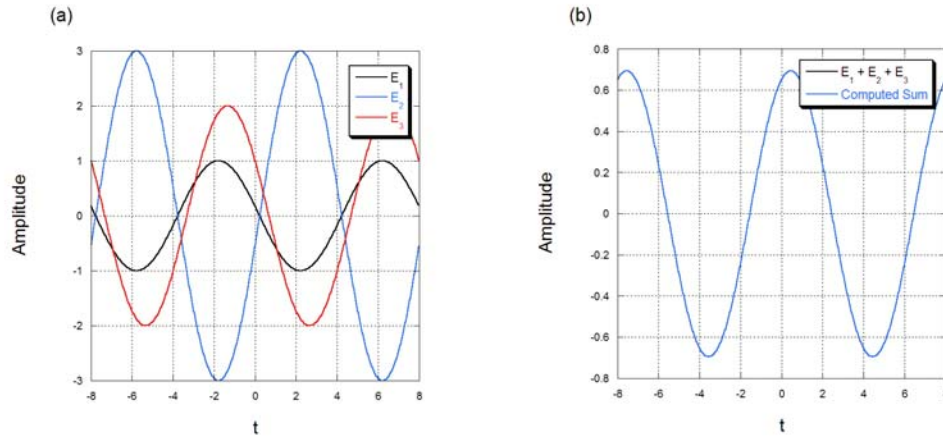 (a)
3
2
1
0
-1
-2
-3
Amplitude
-8 -6 -4 -2 0 2 4 6 8
t
E1
E2
E3
(b)
0.8
0.6
0.4
0.2
0
-0.2
-0.4
-0.6
-0.8
Amplitude
-8 -6 -4 -2 0 2 4 6 8
t
E1 + E2 + E3
Computed Sum